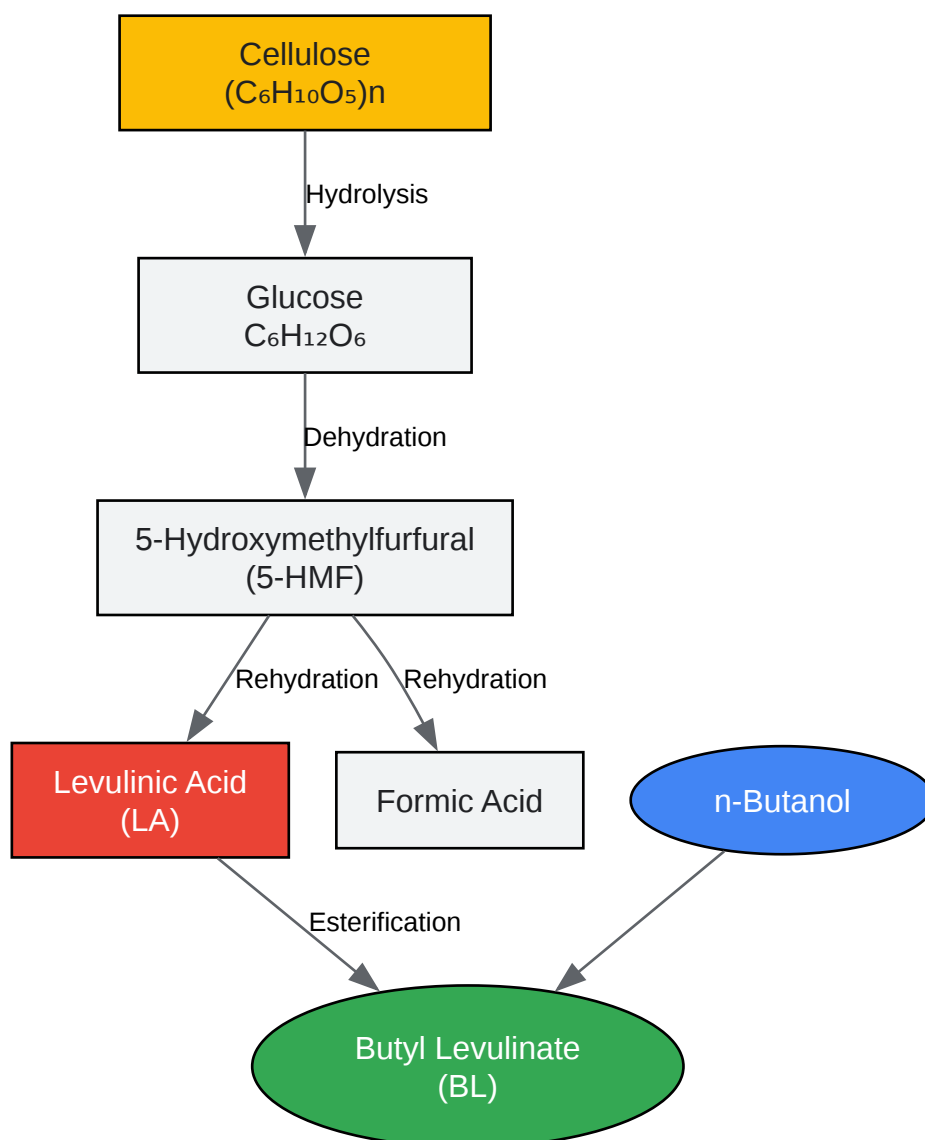 Cellulose
(C₆H₁₀O₅)n
Hydrolysis
Glucose
C₆H₁₂O₆
Dehydration
5-Hydroxymethylfurfural
(5-HMF)
Rehydration
Rehydration
Levulinic Acid
(LA)
Formic Acid
n-Butanol
Esterification
Butyl Levulinate
(BL)